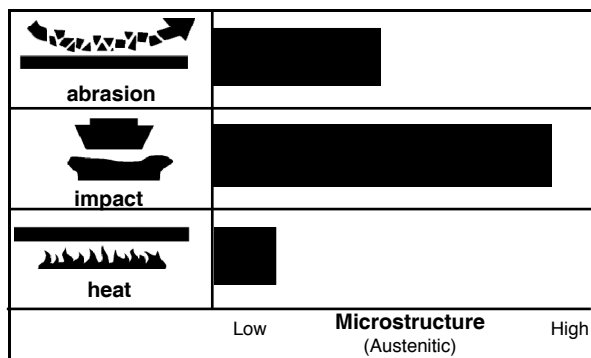 abrasion
impact
heat
Low Microstructure High
(Austenitic)